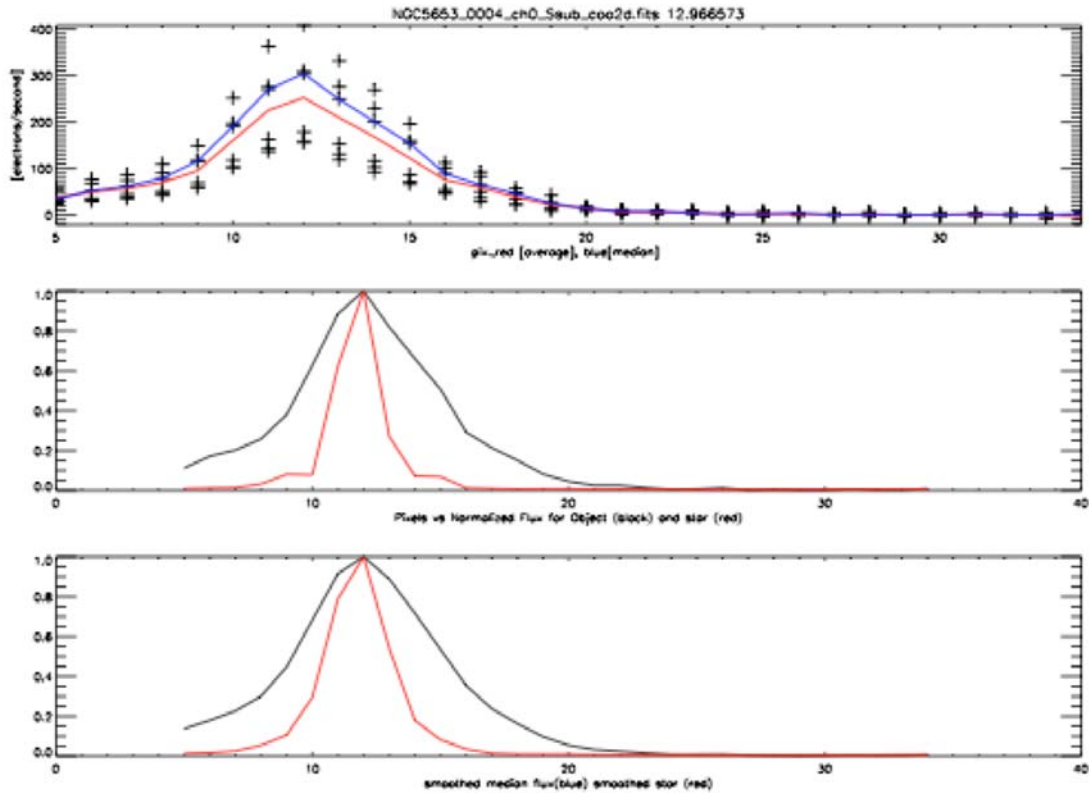 NGC5653_0004_ch0_Ssub_coo2d.fits 12.966573
[electrons/second]
400
300
200
100
0
5 10 15 20 25 30
pix_red [average], blue[median]
1.0
0.8
0.6
0.4
0.2
0.0
0 10 20 30 40
Pixels vs Normalized Flux for Object (black) and star (red)
1.0
0.8
0.6
0.4
0.2
0.0
0 10 20 30 40
smoothed median flux(blue) smoothed star (red)